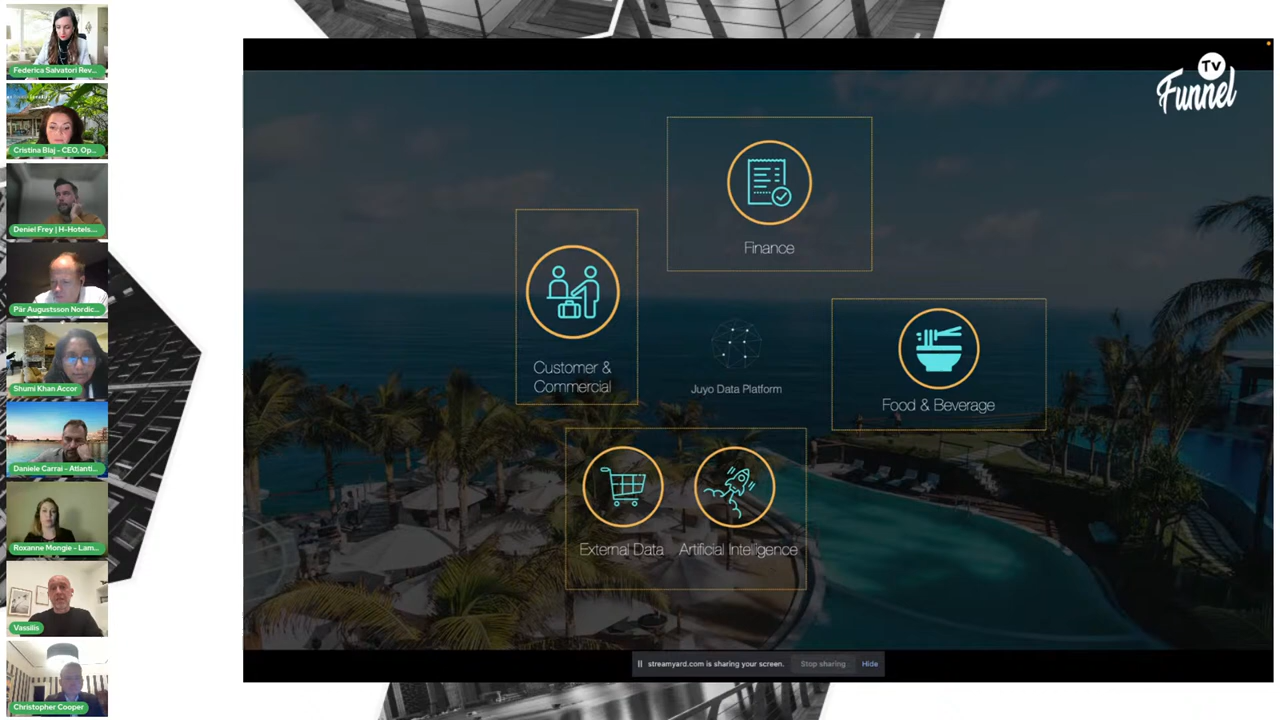 Federica Salvatori Rev...
Cristina Blaj - CEO, Op...
Deniel Frey | H-Hotels...
Pär Augustsson Nordic...
Shumi Khan Accor
Daniele Carrai - Atlanti...
Roxanne Mongie - Lam...
Vassilis
Christopher Cooper
TV
Funnel
Finance
Customer &
Commercial
Juyo Data Platform
Food & Beverage
External Data
Artificial Intelligence
streamyard.com is sharing your screen.
Stop sharing
Hide